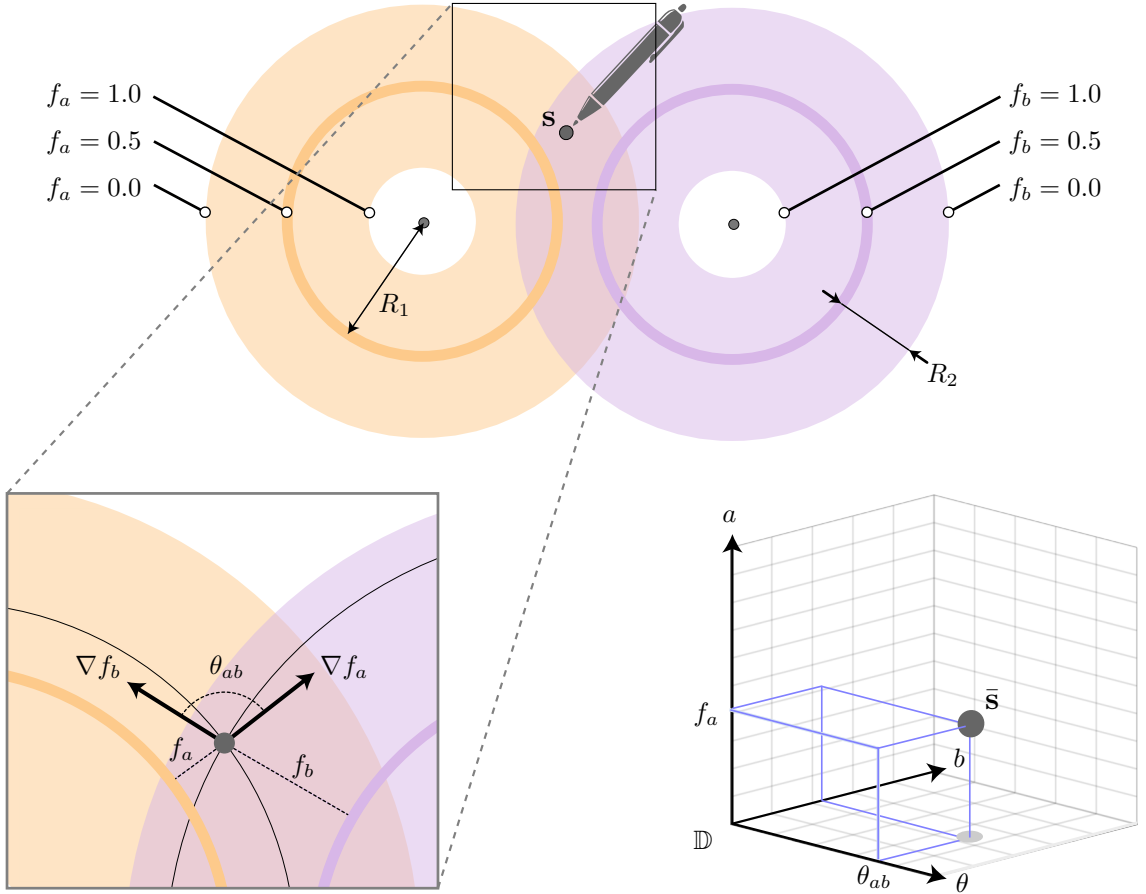 f_a = 1.0
f_a = 0.5
f_a = 0.0
s
f_b = 1.0
f_b = 0.5
f_b = 0.0
R_1
R_2
∇f_b
θ_ab
∇f_a
f_a
f_b
a
f_a
s̄
b
𝔻
θ_ab
θ